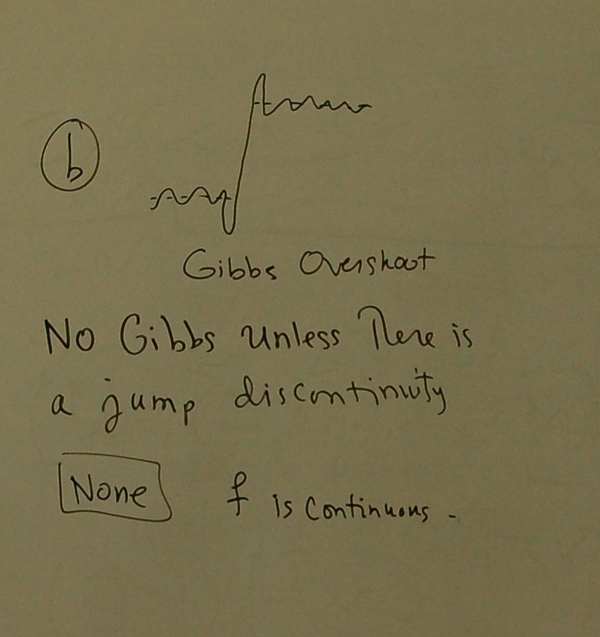 b
Gibbs Overshoot
No Gibbs unless There is
a jump discontinuity
None f is continuous.